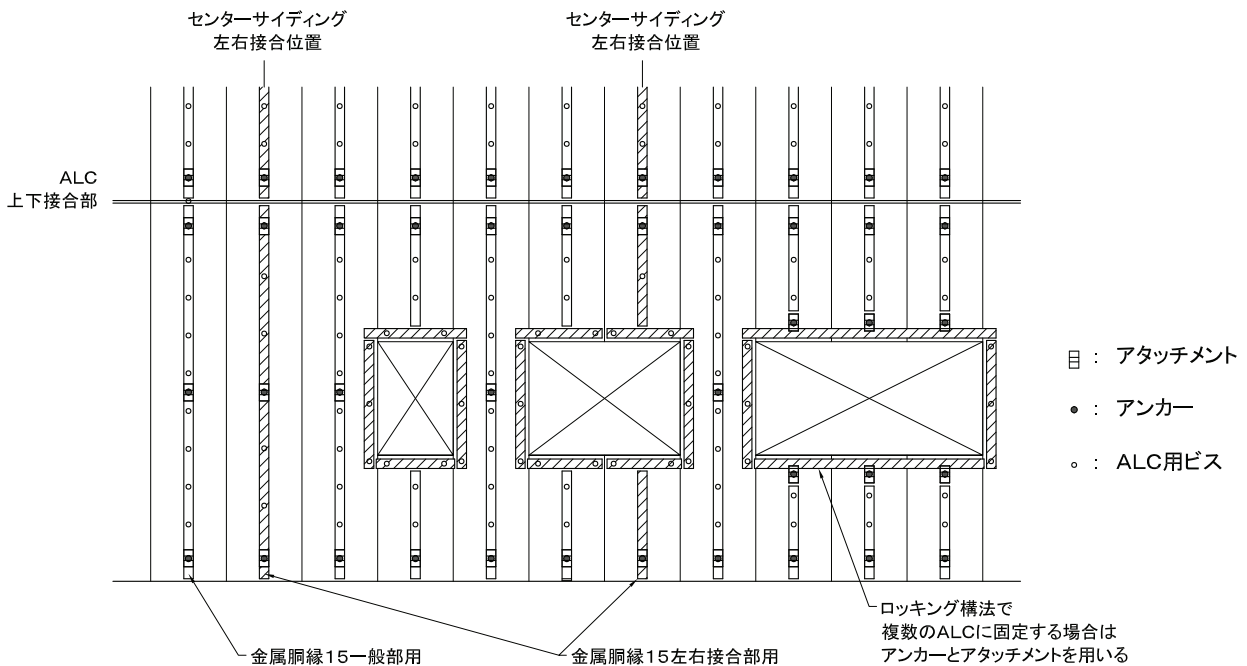 センターサイディング
左右接合位置
センターサイディング
左右接合位置
ALC
上下接合部
： アタッチメント
： アンカー
： ALC用ビス
ロッキング構法で
複数のALCに固定する場合は
アンカーとアタッチメントを用いる
金属胴縁15一般部用
金属胴縁15左右接合部用